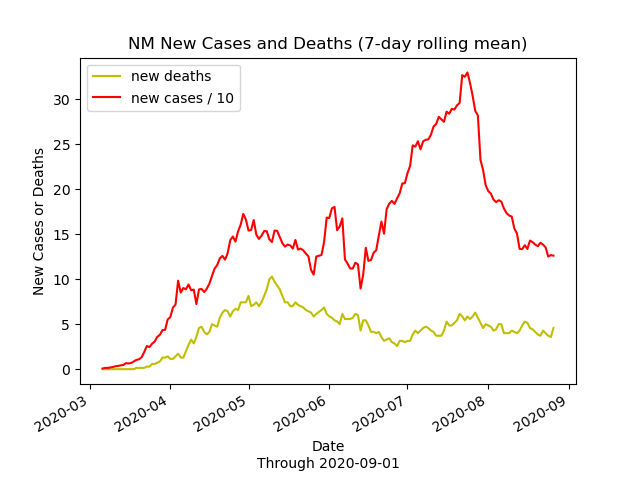 NM New Cases and Deaths (7-day rolling mean)
new deaths
new cases / 10
New Cases or Deaths
30
25
20
15
10
5
0
2020-03
2020-04
2020-05
2020-06
2020-07
2020-08
2020-09
Date
Through 2020-09-01